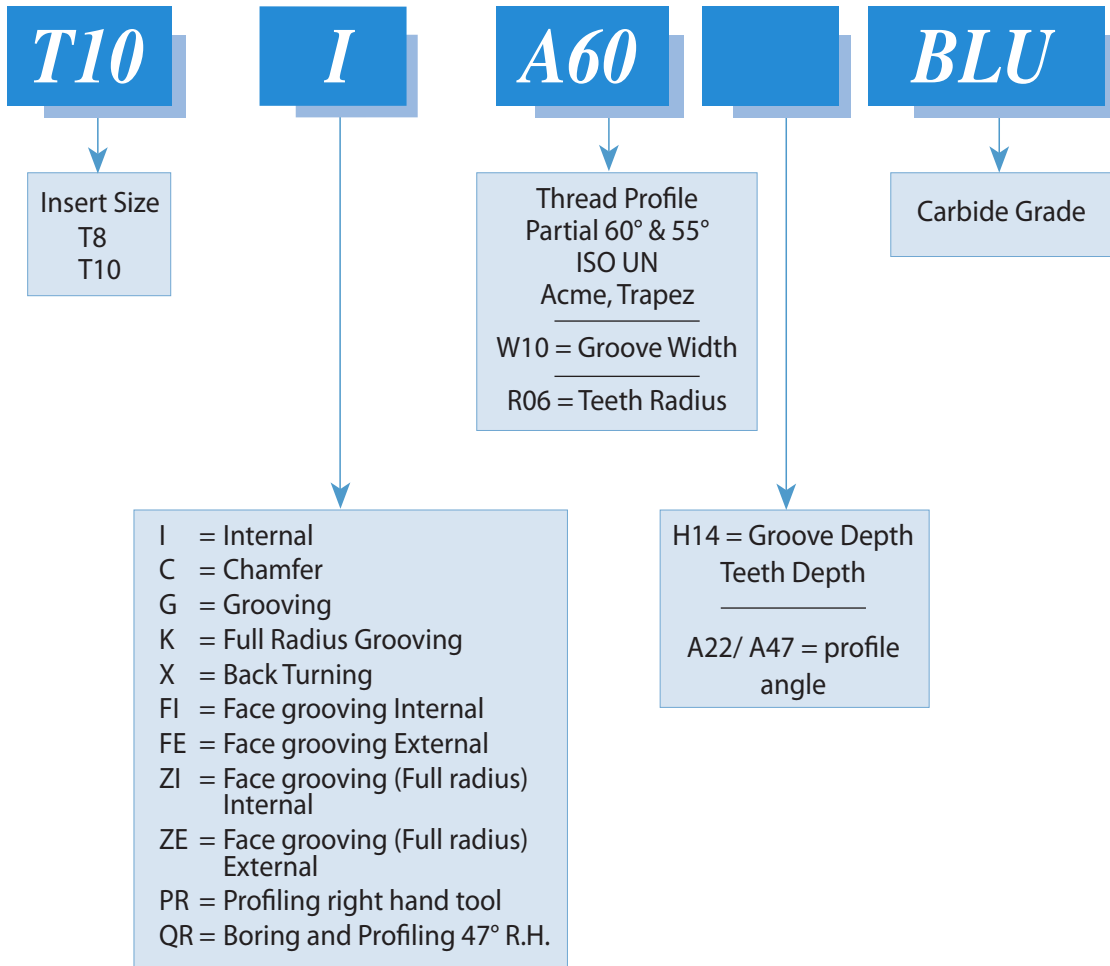 T10
I
A60
BLU
Insert Size
T8
T10
Thread Profile
Partial 60° & 55°
ISO UN
Acme, Trapez
W10 = Groove Width
R06 = Teeth Radius
Carbide Grade
I = Internal
C = Chamfer
G = Grooving
K = Full Radius Grooving
X = Back Turning
FI = Face grooving Internal
FE = Face grooving External
ZI = Face grooving (Full radius)
Internal
ZE = Face grooving (Full radius)
External
PR = Profiling right hand tool
QR = Boring and Profiling 47° R.H.
H14 = Groove Depth
Teeth Depth
A22/ A47 = profile
angle